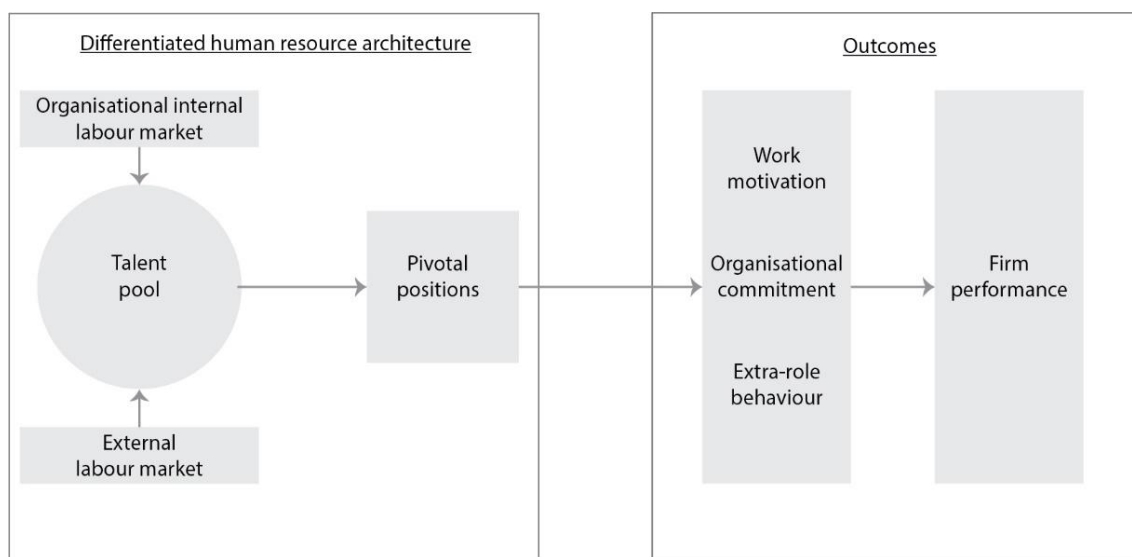 Differentiated human resource architecture
Organisational internal
labour market
Talent
pool
External
labour market
Pivotal
positions
Outcomes
Work
motivation
Organisational
commitment
Extra-role
behaviour
Firm
performance